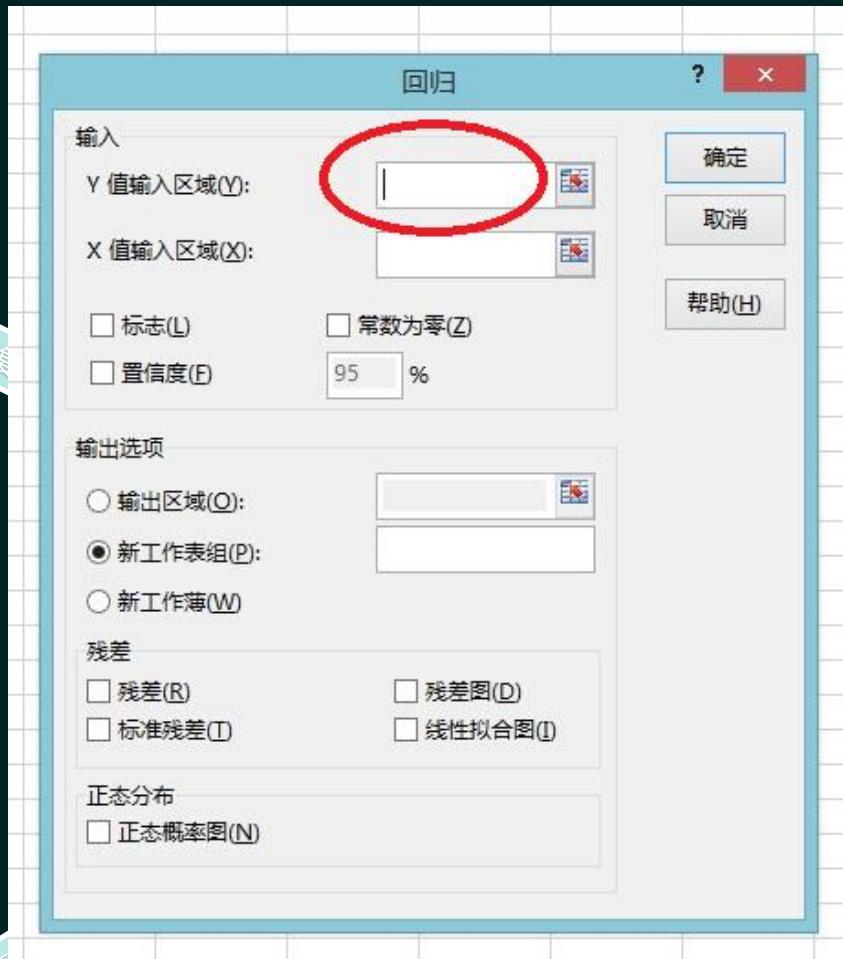 回归
?
×
输入
Y 值输入区域(Y):
X 值输入区域(X):
标志(L)
常数为零(Z)
置信度(F)
95 %
确定
取消
帮助(H)
输出选项
输出区域(O):
新工作表组(P):
新工作薄(W)
残差
残差(R)
残差图(D)
标准残差(T)
线性拟合图(I)
正态分布
正态概率图(N)